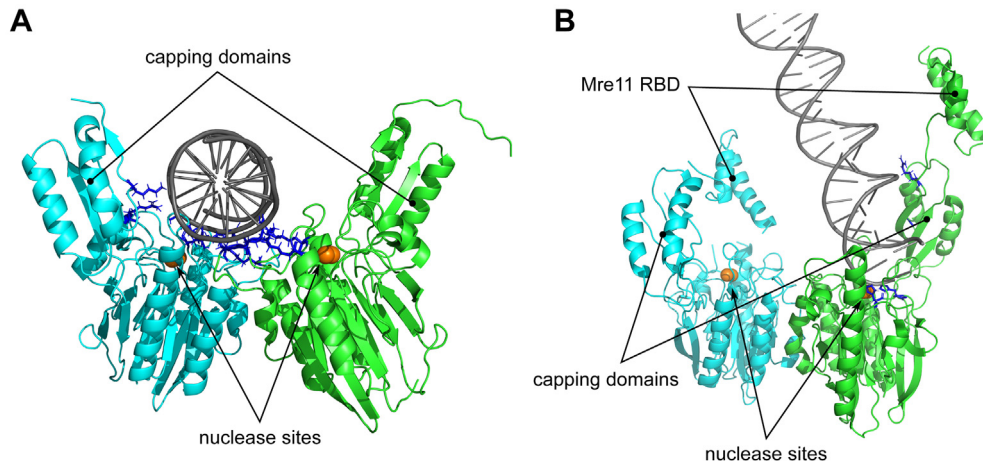 A
capping domains
nuclease sites
B
Mre11 RBD
capping domains
nuclease sites